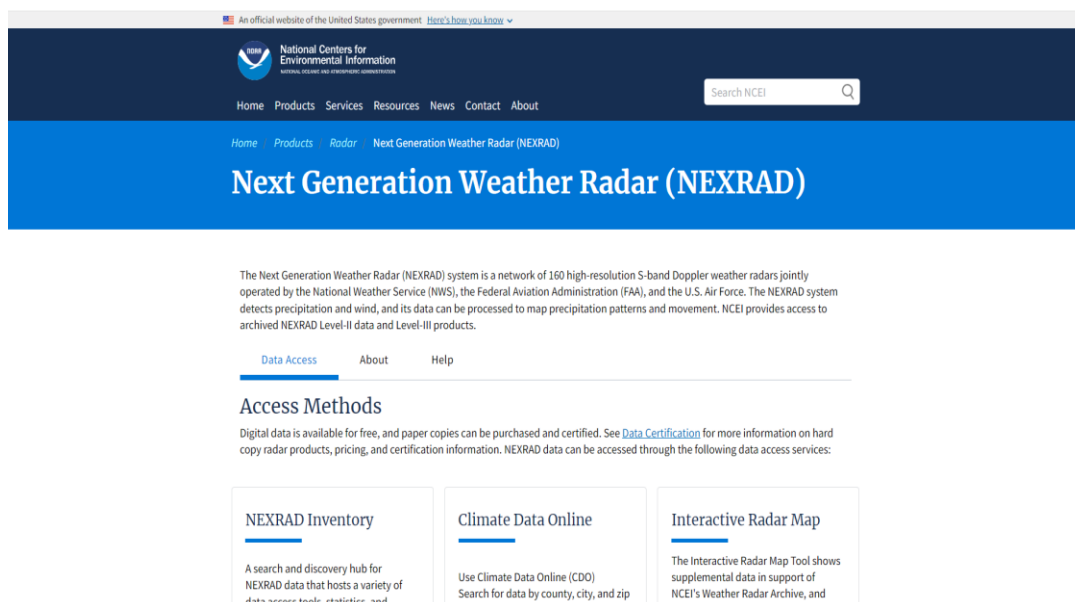 An official website of the United States government Here's how you know
NOAA
National Centers for
Environmental Information
NATIONAL OCEANIC AND ATMOSPHERIC ADMINISTRATION
Search NCEI
Home Products Services Resources News Contact About
Home / Products / Radar / Next Generation Weather Radar (NEXRAD)
Next Generation Weather Radar (NEXRAD)
The Next Generation Weather Radar (NEXRAD) system is a network of 160 high-resolution S-band Doppler weather radars jointly
operated by the National Weather Service (NWS), the Federal Aviation Administration (FAA), and the U.S. Air Force. The NEXRAD system
detects precipitation and wind, and its data can be processed to map precipitation patterns and movement. NCEI provides access to
archived NEXRAD Level-II data and Level-III products.
Data Access About Help
Access Methods
Digital data is available for free, and paper copies can be purchased and certified. See Data Certification for more information on hard
copy radar products, pricing, and certification information. NEXRAD data can be accessed through the following data access services:
NEXRAD Inventory
A search and discovery hub for
NEXRAD data that hosts a variety of
data access tools, statistics, and
Climate Data Online
Use Climate Data Online (CDO)
Search for data by county, city, and zip
Interactive Radar Map
The Interactive Radar Map Tool shows
supplemental data in support of
NCEI's Weather Radar Archive, and